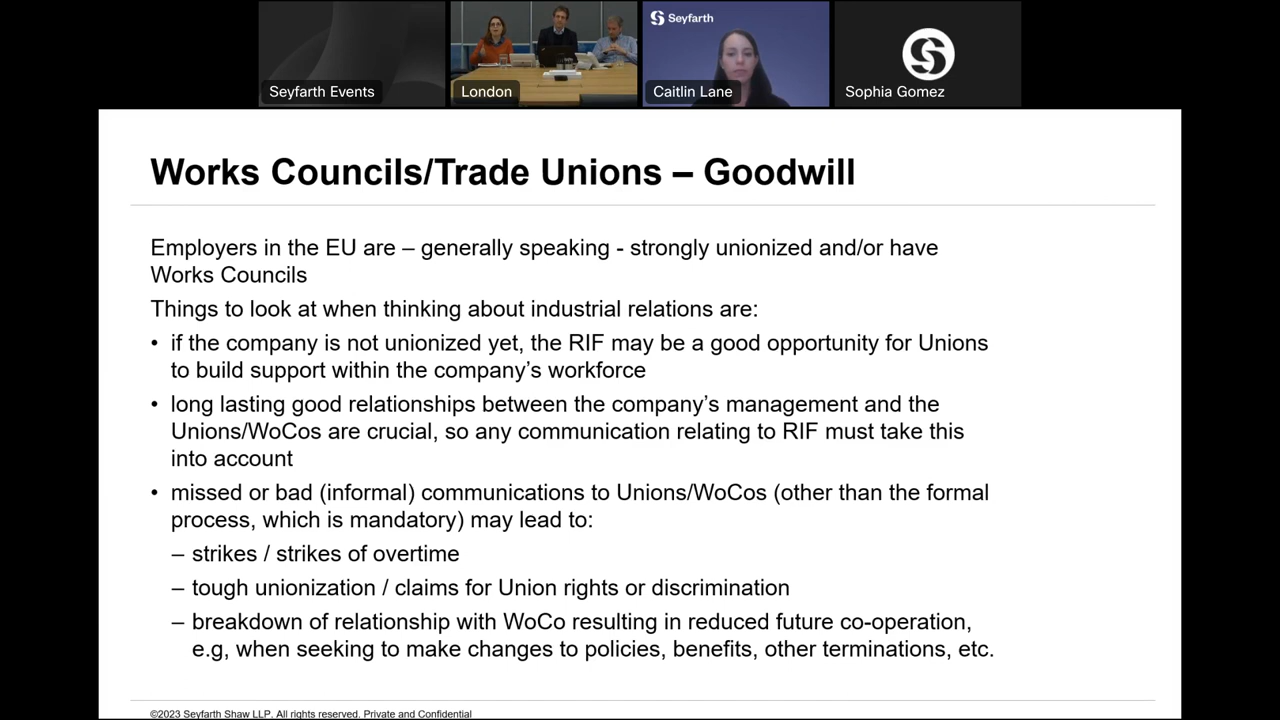 Seyfarth
Seyfarth Events
London
Caitlin Lane
Sophia Gomez
Works Councils/Trade Unions – Goodwill
Employers in the EU are – generally speaking - strongly unionized and/or have
Works Councils
Things to look at when thinking about industrial relations are:
• if the company is not unionized yet, the RIF may be a good opportunity for Unions
to build support within the company’s workforce
• long lasting good relationships between the company’s management and the
Unions/WoCos are crucial, so any communication relating to RIF must take this
into account
• missed or bad (informal) communications to Unions/WoCos (other than the formal
process, which is mandatory) may lead to:
– strikes / strikes of overtime
– tough unionization / claims for Union rights or discrimination
– breakdown of relationship with WoCo resulting in reduced future co-operation,
e.g, when seeking to make changes to policies, benefits, other terminations, etc.
©2023 Seyfarth Shaw LLP. All rights reserved. Private and Confidential